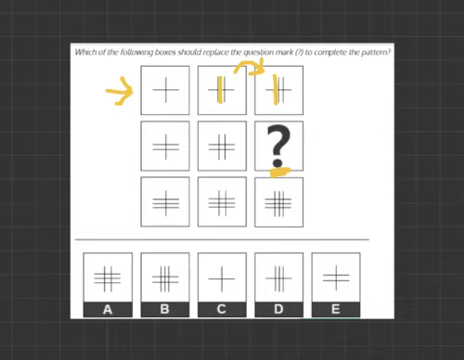 Which of the following boxes should replace the question mark (?) to complete the pattern?
?
A B C D E